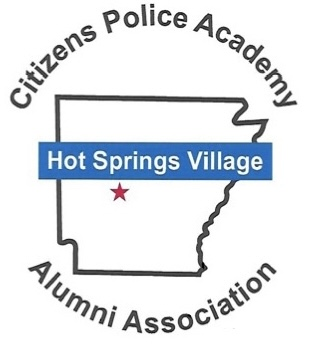 Citizens Police Academy
Hot Springs Village
Alumni Association